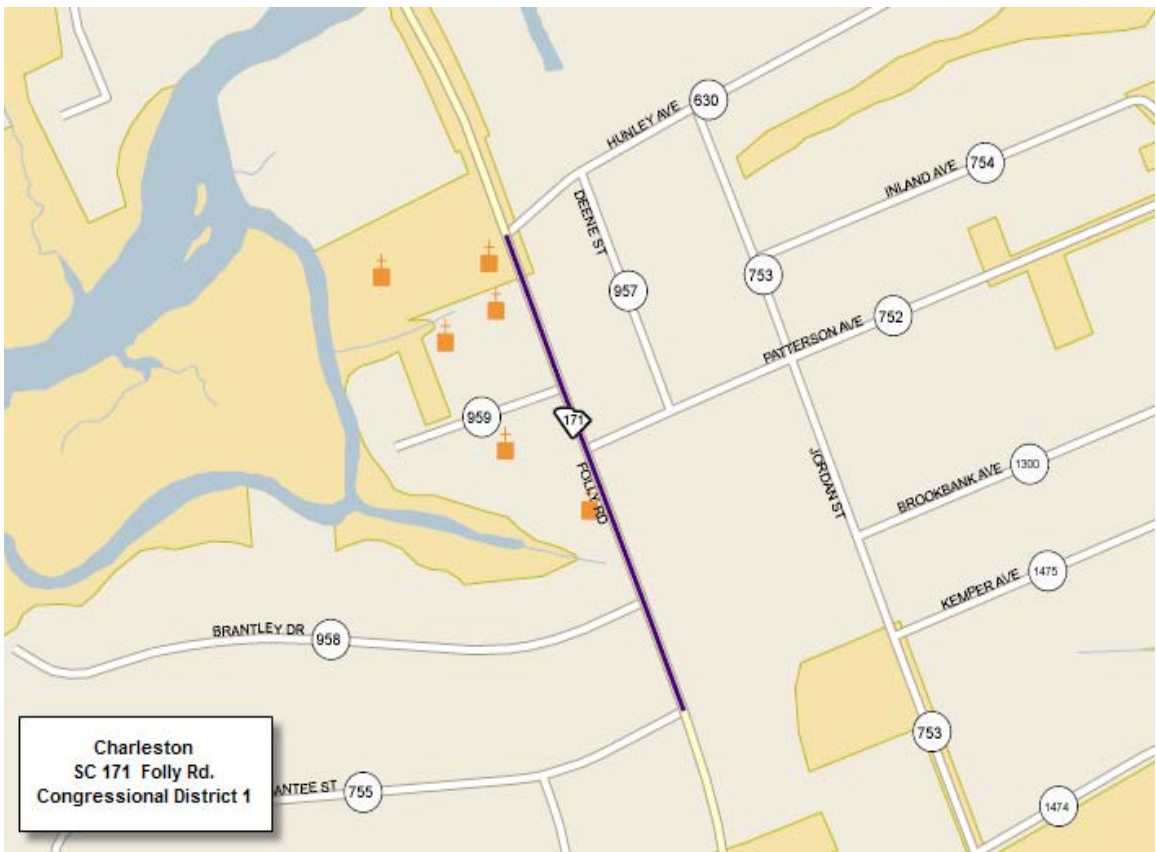 630
HUNLEY AVE
754
INLAND AVE
DEENE ST
753
957
752
PATTERSON AVE
959
171
FOLLY RD
JORDAN ST
1300
BROOKBANK AVE
1475
KEMPER AVE
BRANTLEY DR
958
753
Charleston
SC 171 Folly Rd.
Congressional District 1
ANTEE ST
755
1474